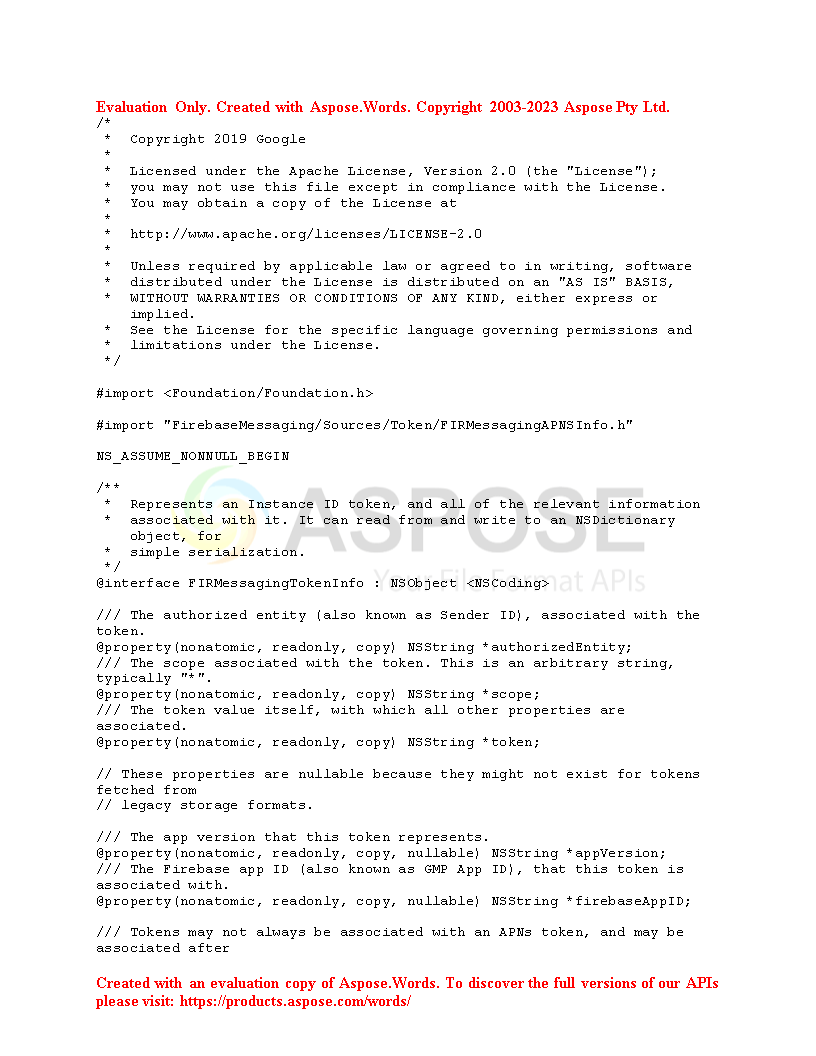 Evaluation Only. Created with Aspose.Words. Copyright 2003-2023 Aspose Pty Ltd.
/*
 *  Copyright 2019 Google
 *
 *  Licensed under the Apache License, Version 2.0 (the "License");
 *  you may not use this file except in compliance with the License.
 *  You may obtain a copy of the License at
 *
 *  http://www.apache.org/licenses/LICENSE-2.0
 *
 *  Unless required by applicable law or agreed to in writing, software
 *  distributed under the License is distributed on an "AS IS" BASIS,
 *  WITHOUT WARRANTIES OR CONDITIONS OF ANY KIND, either express or
    implied.
 *  See the License for the specific language governing permissions and
 *  limitations under the License.
 */
#import <Foundation/Foundation.h>
#import "FirebaseMessaging/Sources/Token/FIRMessagingAPNSInfo.h"
NS_ASSUME_NONNULL_BEGIN
/**
 *  Represents an Instance ID token, and all of the relevant information
 *  associated with it. It can read from and write to an NSDictionary
    object, for
 *  simple serialization.
 */
ASPOSE
Your File Format APIs
@interface FIRMessagingTokenInfo : NSObject <NSCoding>
/// The authorized entity (also known as Sender ID), associated with the
token.
@property(nonatomic, readonly, copy) NSString *authorizedEntity;
/// The scope associated with the token. This is an arbitrary string,
typically "*".
@property(nonatomic, readonly, copy) NSString *scope;
/// The token value itself, with which all other properties are
associated.
@property(nonatomic, readonly, copy) NSString *token;
// These properties are nullable because they might not exist for tokens
fetched from
// legacy storage formats.
/// The app version that this token represents.
@property(nonatomic, readonly, copy, nullable) NSString *appVersion;
/// The Firebase app ID (also known as GMP App ID), that this token is
associated with.
@property(nonatomic, readonly, copy, nullable) NSString *firebaseAppID;
/// Tokens may not always be associated with an APNs token, and may be
associated after
Created with an evaluation copy of Aspose.Words. To discover the full versions of our APIs
please visit: https://products.aspose.com/words/